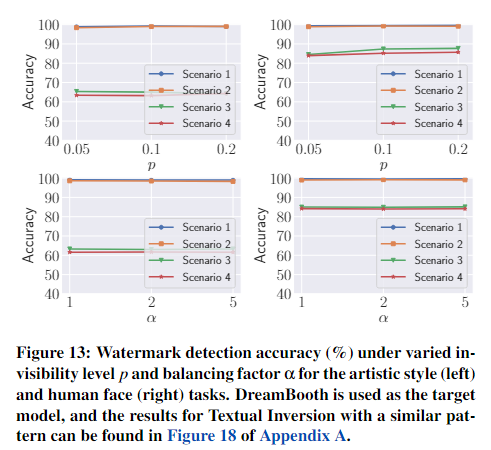 100
90
80
70
60
50
40
Accuracy
Scenario 1
Scenario 2
Scenario 3
Scenario 4
0.05
0.1
0.2
p
100
90
80
70
60
50
40
Accuracy
Scenario 1
Scenario 2
Scenario 3
Scenario 4
0.05
0.1
0.2
p
100
90
80
70
60
50
40
Accuracy
Scenario 1
Scenario 2
Scenario 3
Scenario 4
1
2
5
α
100
90
80
70
60
50
40
Accuracy
Scenario 1
Scenario 2
Scenario 3
Scenario 4
1
2
5
α
Figure 13: Watermark detection accuracy (%) under varied in-
visibility level p and balancing factor α for the artistic style (left)
and human face (right) tasks. DreamBooth is used as the target
model, and the results for Textual Inversion with a similar pat-
tern can be found in Figure 18 of Appendix A.